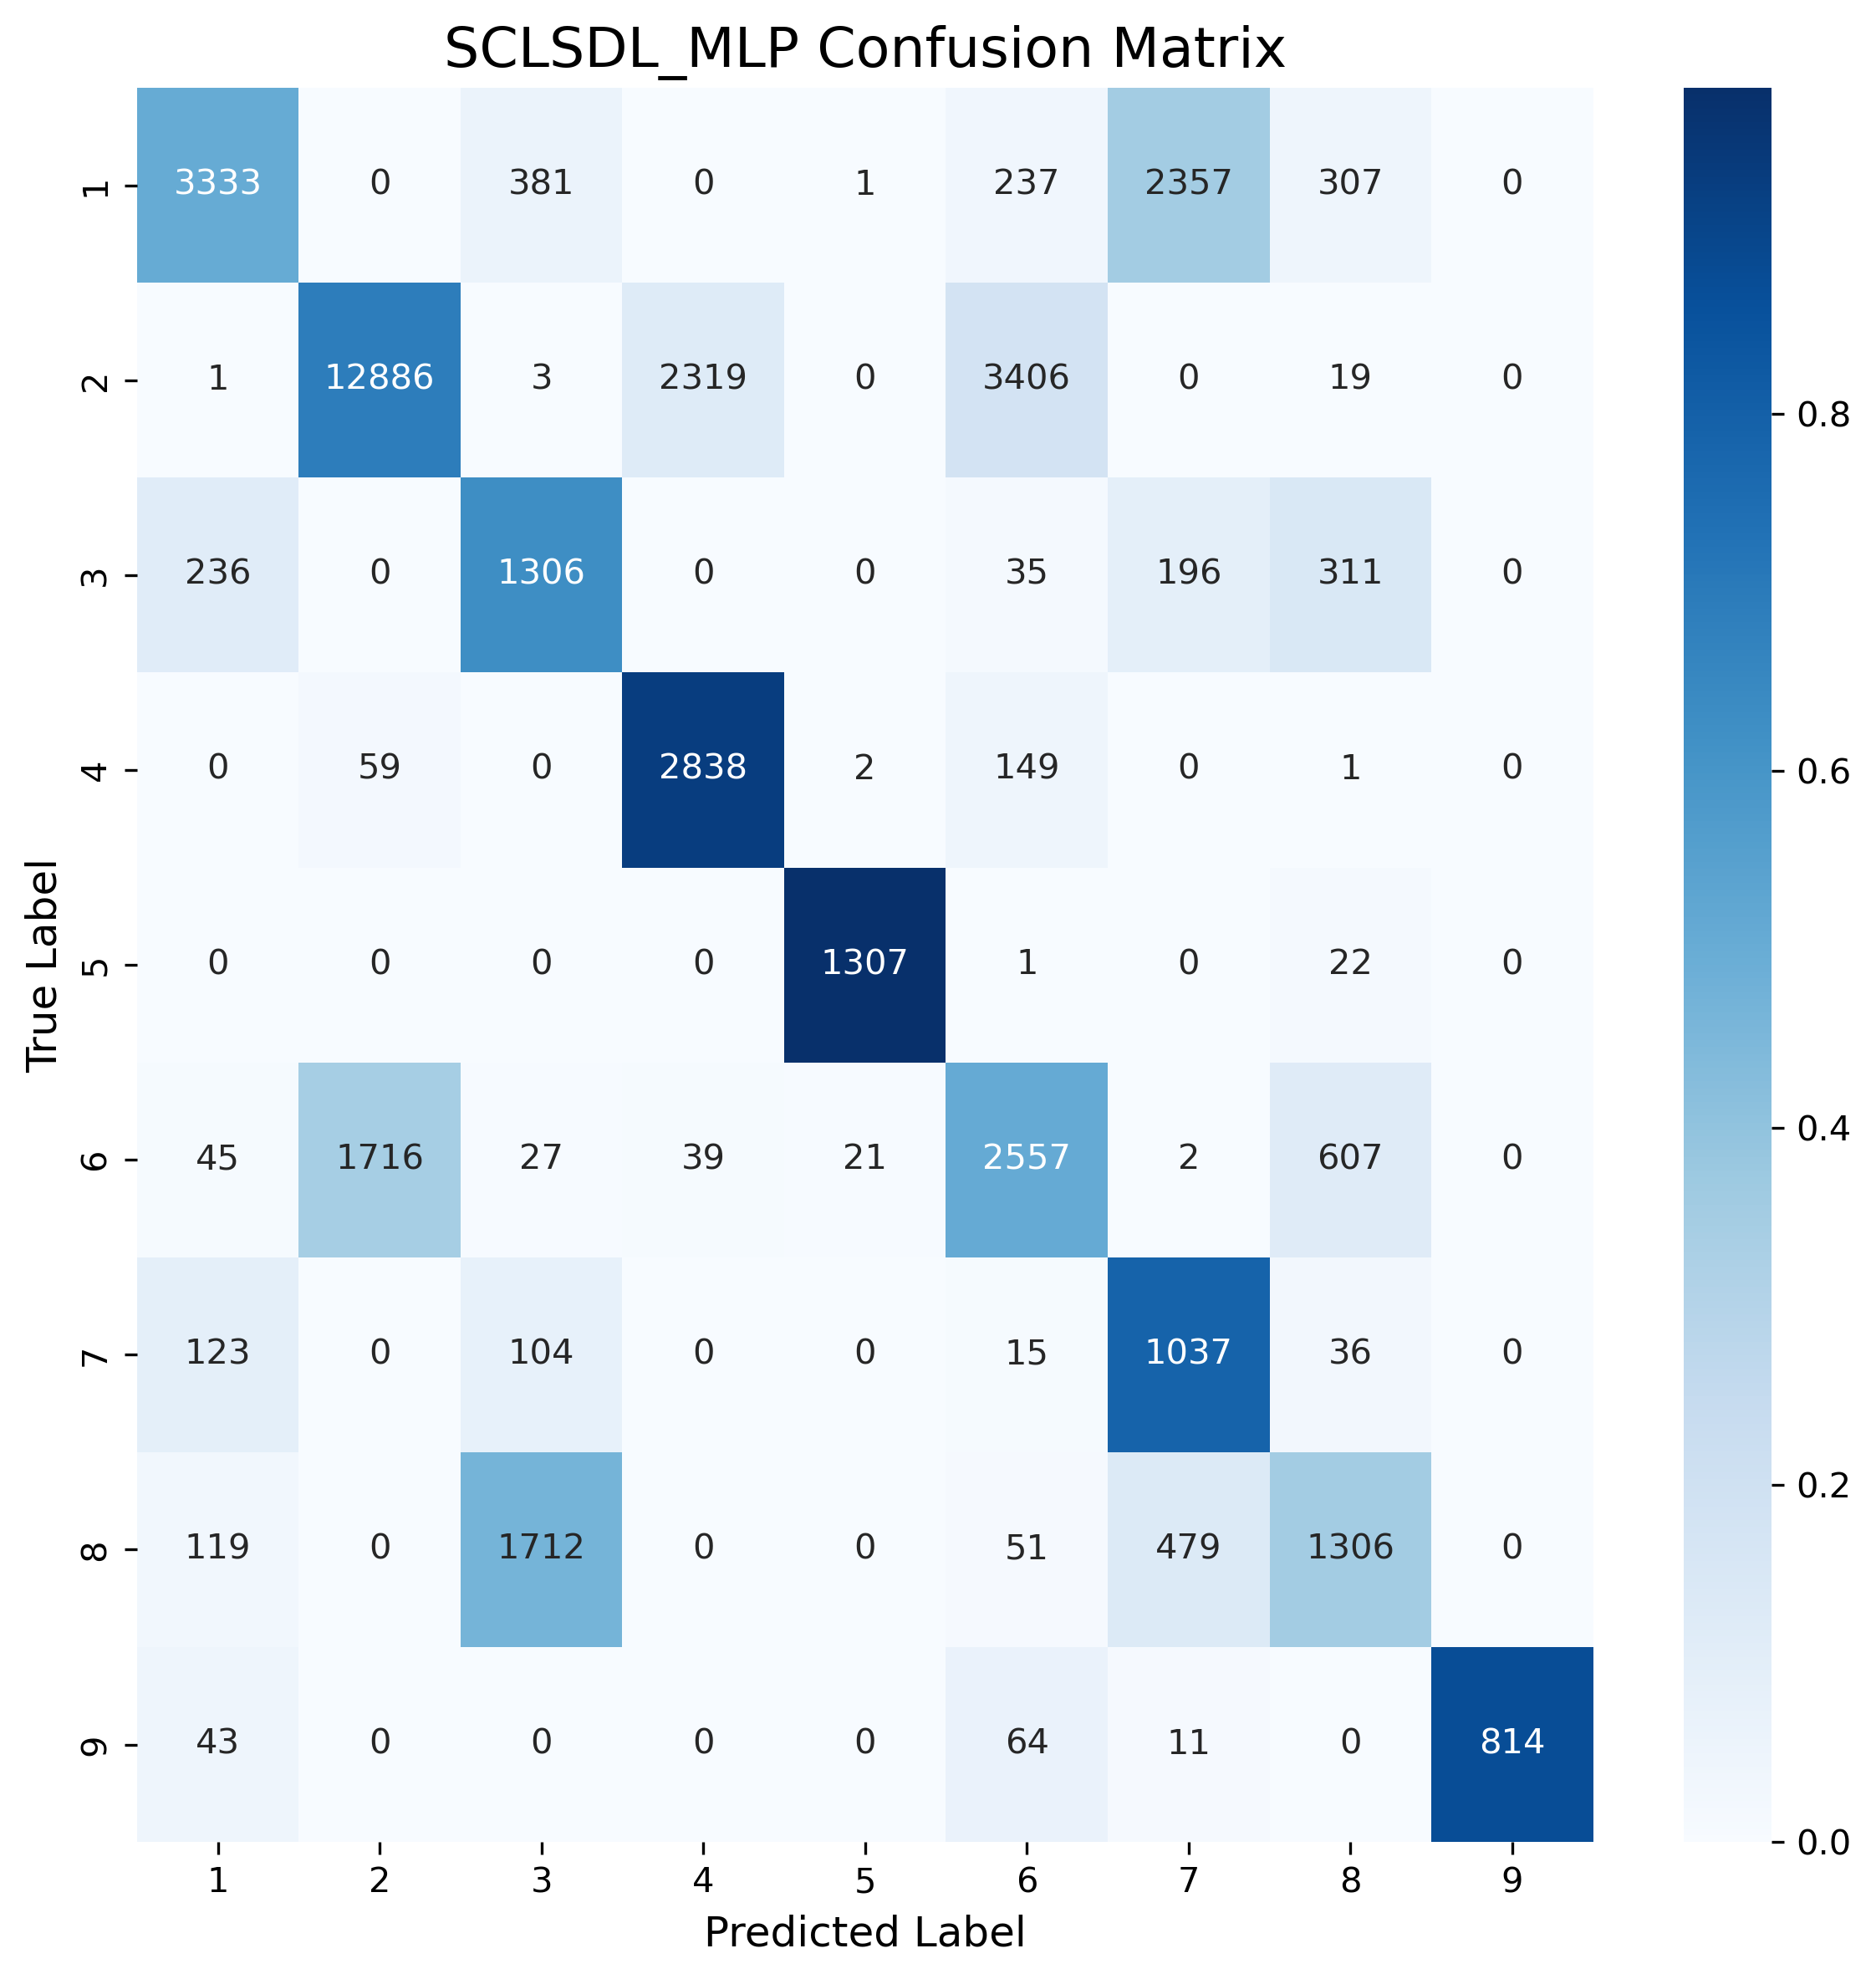 SCLSDL_MLP Confusion Matrix
1 3333 0 381 0 1 237 2357 307 0
2 1 12886 3 2319 0 3406 0 19 0
0.8
3 236 0 1306 0 0 35 196 311 0
0.6
4 0 59 0 2838 2 149 0 1 0
True Label
5 0 0 0 0 1307 1 0 22 0
0.4
6 45 1716 27 39 21 2557 2 607 0
7 123 0 104 0 0 15 1037 36 0
0.2
8 119 0 1712 0 0 51 479 1306 0
9 43 0 0 0 0 64 11 0 814
0.0
1 2 3 4 5 6 7 8 9
Predicted Label